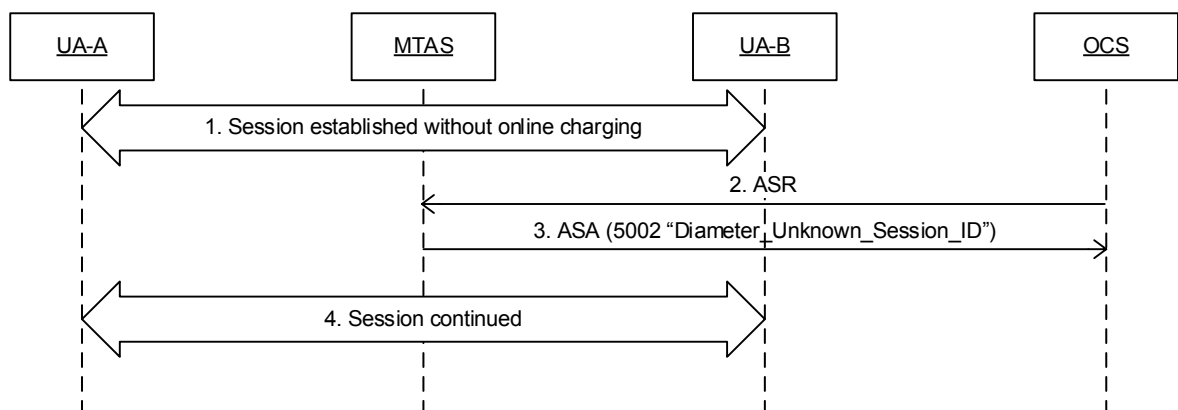 UA-A
MTAS
UA-B
OCS
1. Session established without online charging
2. ASR
3. ASA (5002 “Diameter_Unknown_Session_ID”)
4. Session continued